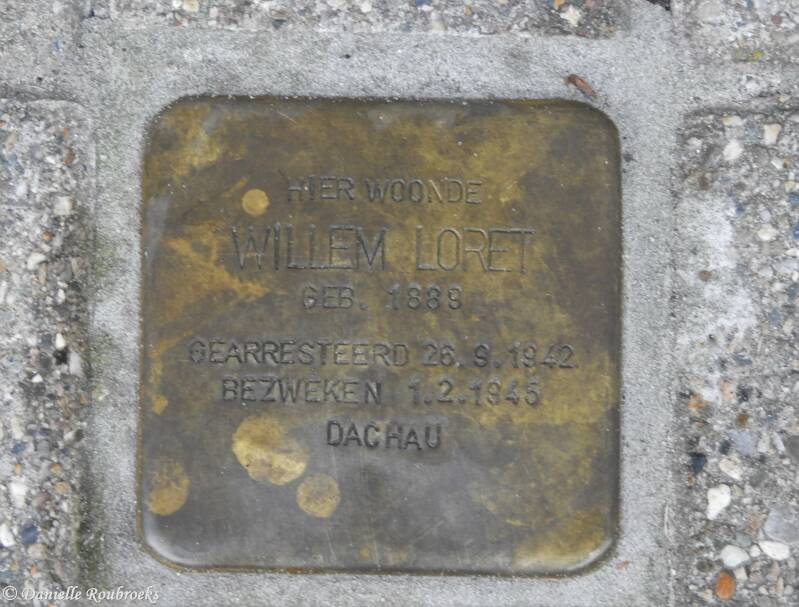 HIER WOONDE
WILLEM LORET
GEB. 1889
GEARRESTEERD 26.9.1942
BEZWEKEN 1.2.1945
DACHAU
© Danielle Roubroeks